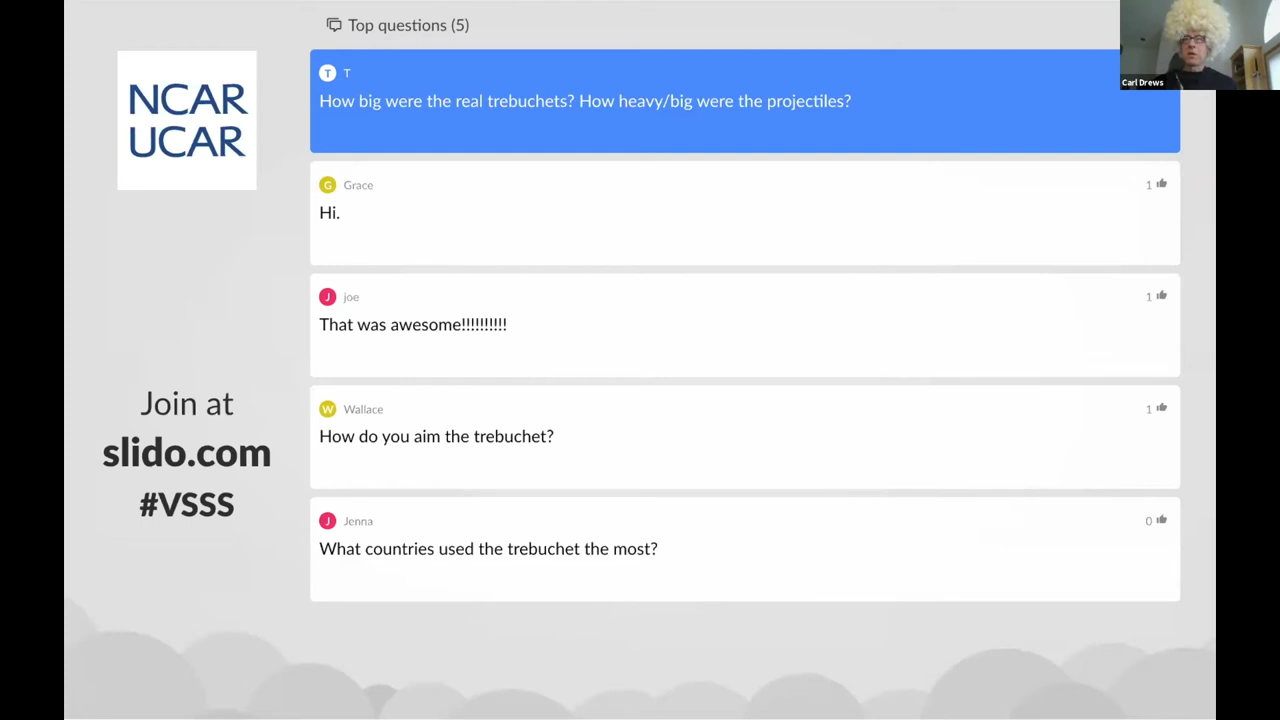 Top questions (5)
NCAR
UCAR
Carl Drews
T T
How big were the real trebuchets? How heavy/big were the projectiles?
G Grace 1
Hi.
J joe 1
That was awesome!!!!!!!!!!
W Wallace 1
How do you aim the trebuchet?
J Jenna 0
What countries used the trebuchet the most?
Join at
slido.com
#VSSS